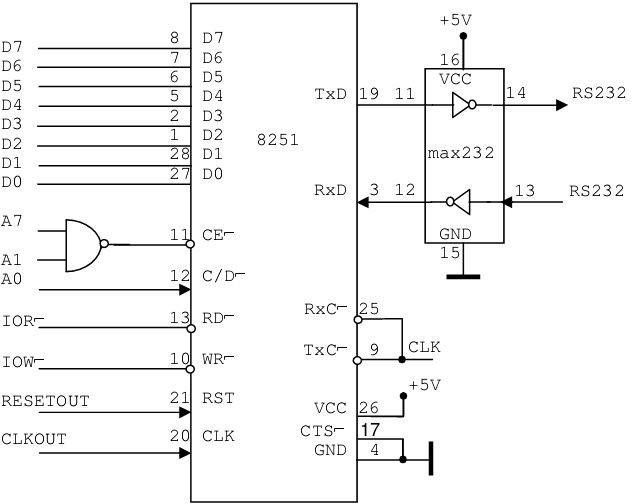 +5V
D7 8 D7 16
D6 7 D6 VCC
D5 6 D5
D4 5 D4 TxD 19 11 14 RS232
D3 2 D3
D2 1 D2 8251
D1 28 D1 max232
D0 27 D0
RxD 3 12 13 RS232
A7
11 CE¬ GND
A1 15
A0 12 C/D¬
RxC¬ 25
IOR¬ 13 RD¬
TxC¬ 9 CLK
IOW¬ 10 WR¬
+5V
RESETOUT 21 RST
VCC 26
CLKOUT 20 CLK CTS¬ 17
GND 4